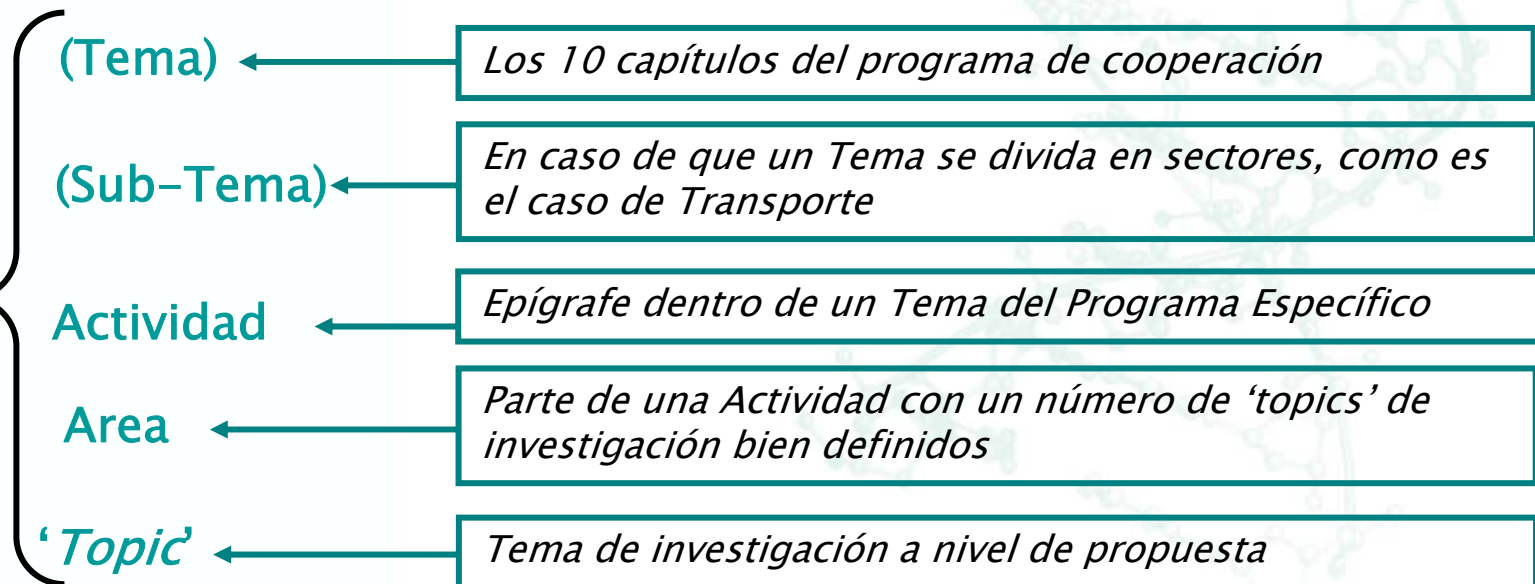 (Tema)
Los 10 capítulos del programa de cooperación
(Sub-Tema)
En caso de que un Tema se divida en sectores, como es
el caso de Transporte
Actividad
Epígrafe dentro de un Tema del Programa Específico
Area
Parte de una Actividad con un número de ‘topics’ de
investigación bien definidos
‘Topic’
Tema de investigación a nivel de propuesta